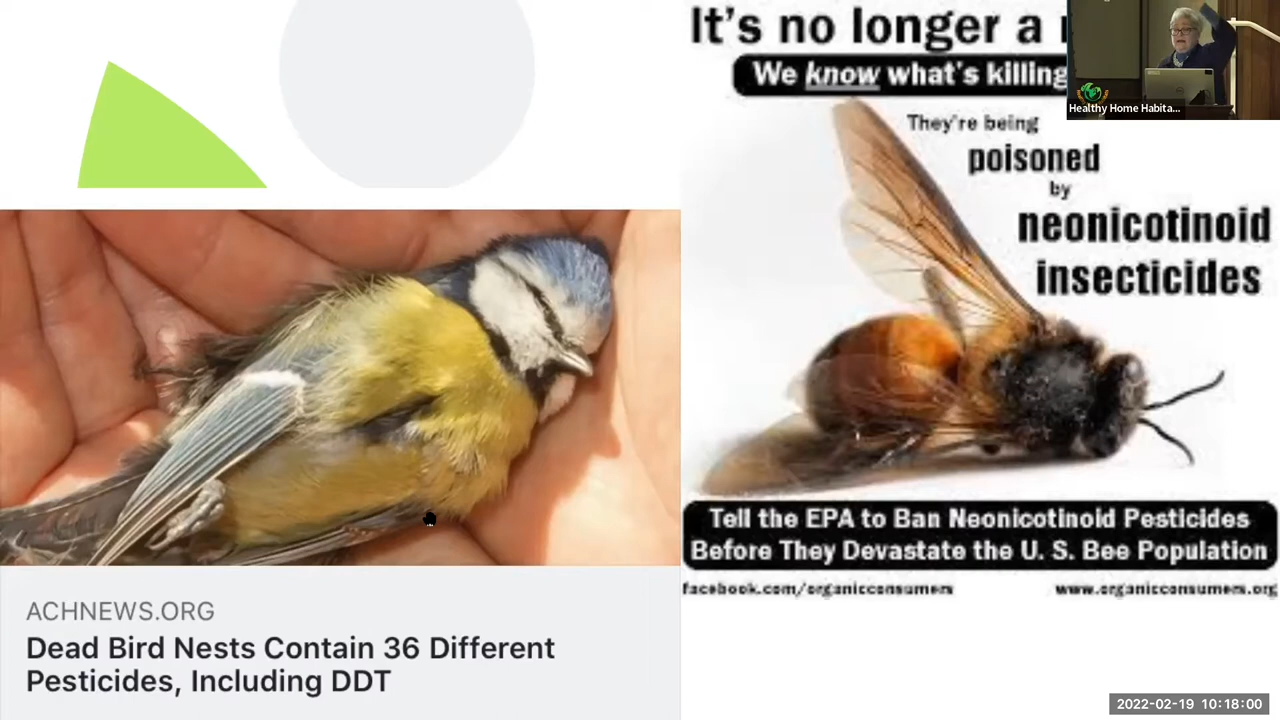 ACHNEWS.ORG
Dead Bird Nests Contain 36 Different
Pesticides, Including DDT
It's no longer a
We know what's killing
They're being
poisoned
by
neonicotinoid
insecticides
Tell the EPA to Ban Neonicotinoid Pesticides
Before They Devastate the U. S. Bee Population
facebook.com/organicconsumers
www.organicconsumers.org
Healthy Home Habita...
2022-02-19 10:18:00